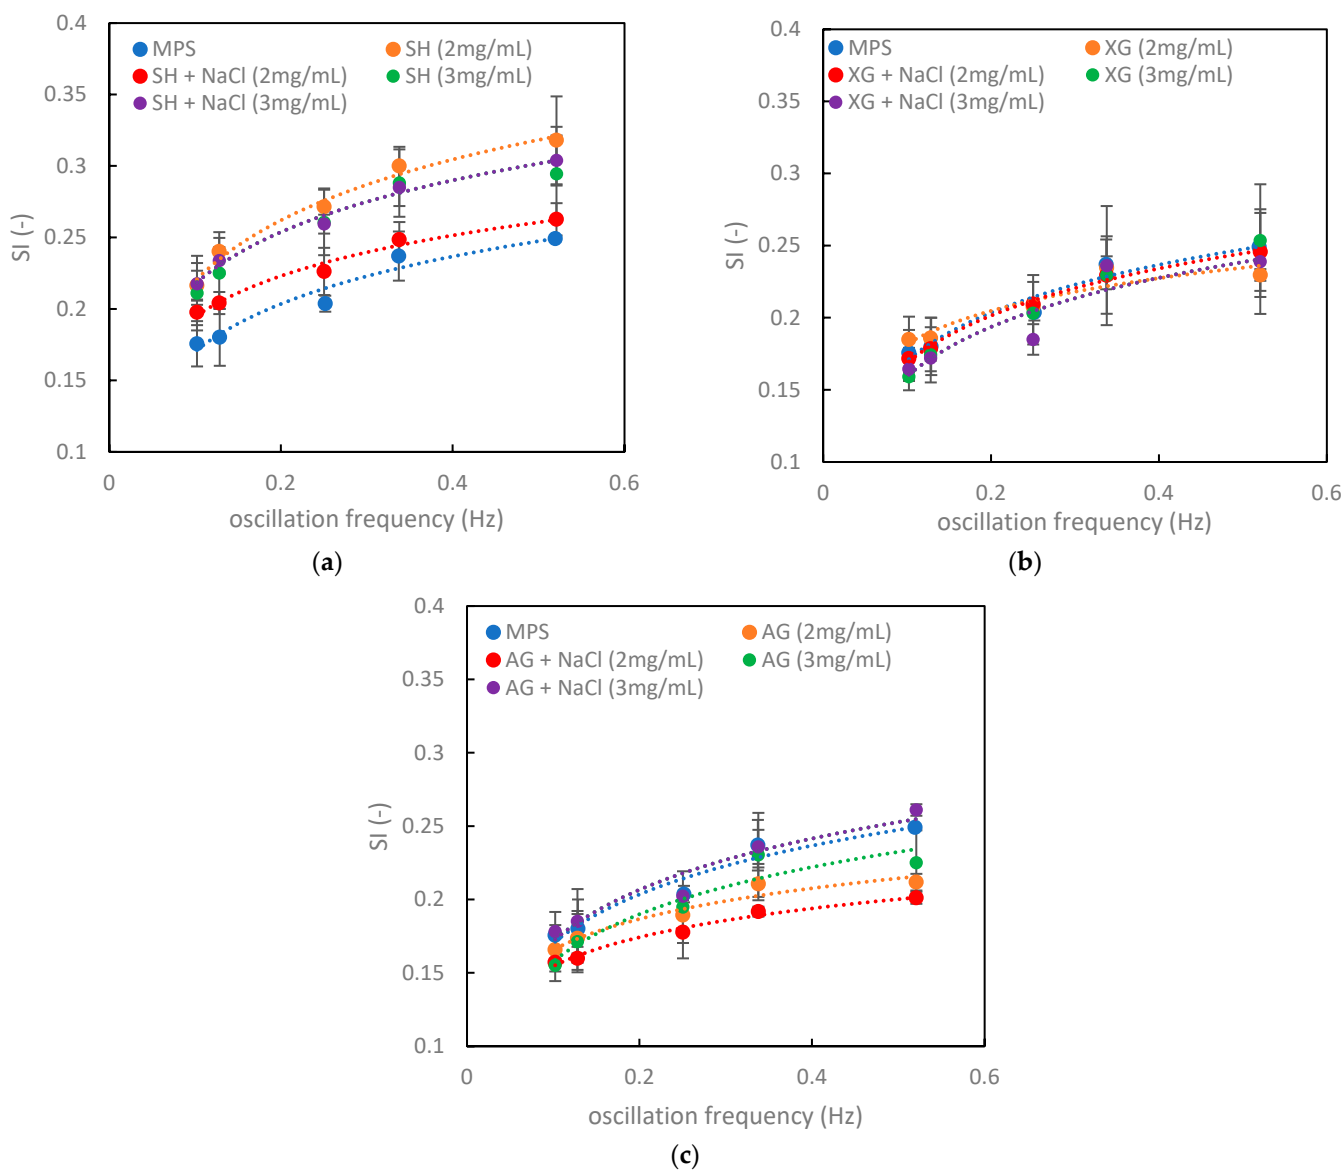 0.4
0.35
0.3
0.25
0.2
0.15
0.1
SI (-)
MPS
SH (2mg/mL)
SH + NaCl (2mg/mL)
SH (3mg/mL)
SH + NaCl (3mg/mL)
0
0.2
0.4
0.6
oscillation frequency (Hz)
(a)
0.4
0.35
0.3
0.25
0.2
0.15
0.1
SI (-)
MPS
XG (2mg/mL)
XG + NaCl (2mg/mL)
XG (3mg/mL)
XG + NaCl (3mg/mL)
0
0.2
0.4
0.6
oscillation frequency (Hz)
(b)
0.4
0.35
0.3
0.25
0.2
0.15
0.1
SI (-)
MPS
AG (2mg/mL)
AG + NaCl (2mg/mL)
AG (3mg/mL)
AG + NaCl (3mg/mL)
0
0.2
0.4
0.6
oscillation frequency (Hz)
(c)